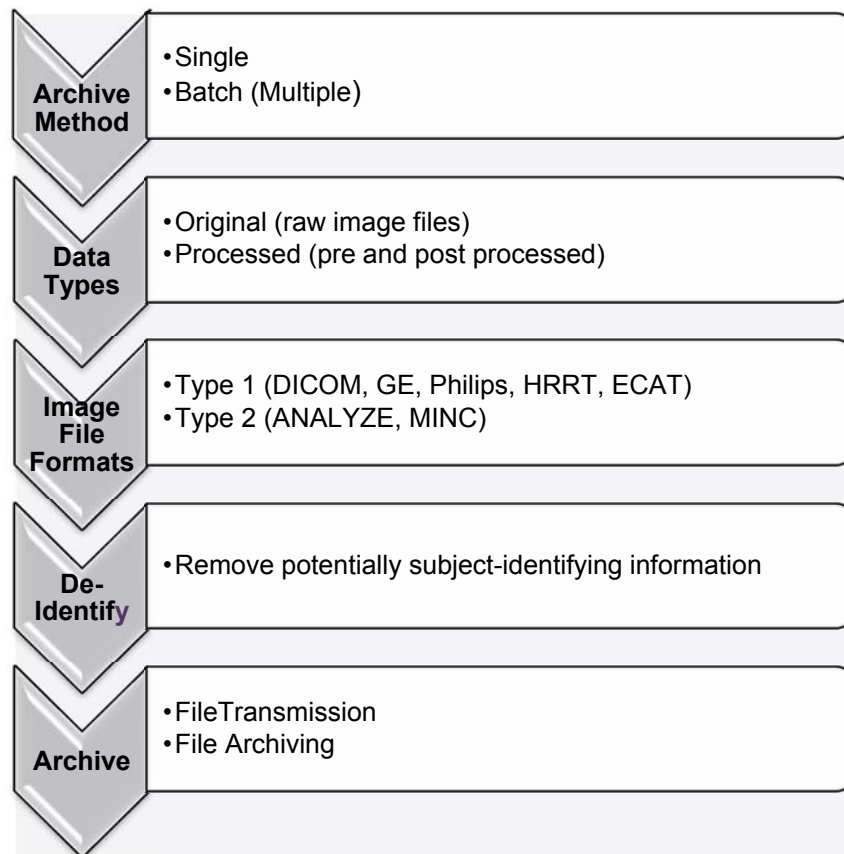 Archive
Method
•Single
•Batch (Multiple)
Data
Types
•Original (raw image files)
•Processed (pre and post processed)
Image
File
Formats
•Type 1 (DICOM, GE, Philips, HRRT, ECAT)
•Type 2 (ANALYZE, MINC)
De-
Identify
•Remove potentially subject-identifying information
Archive
•FileTransmission
•File Archiving